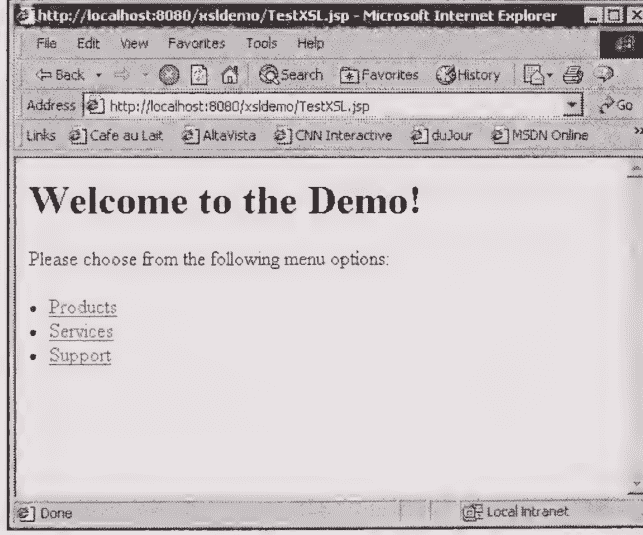 http://localhost:8080/xsldemo/TestXSL.jsp - Microsoft Internet Explorer
File Edit View Favorites Tools Help
Back Search Favorites History
Address http://localhost:8080/xsldemo/TestXSL.jsp Go
Links Cafe au Lait AltaVista CNN Interactive duJour MSDN Online »
Welcome to the Demo!
Please choose from the following menu options:
• Products
• Services
• Support
Done Local intranet